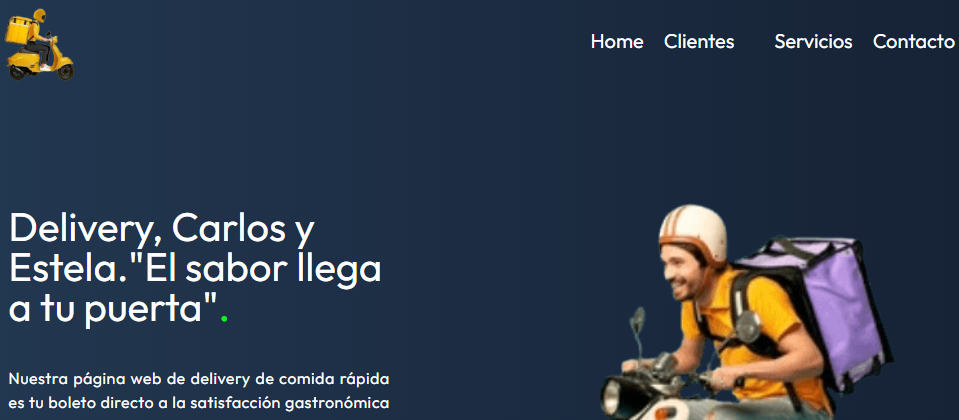 Home Clientes Servicios Contacto
Delivery, Carlos y
Estela."El sabor llega
a tu puerta".
Nuestra página web de delivery de comida rápida
es tu boleto directo a la satisfacción gastronómica